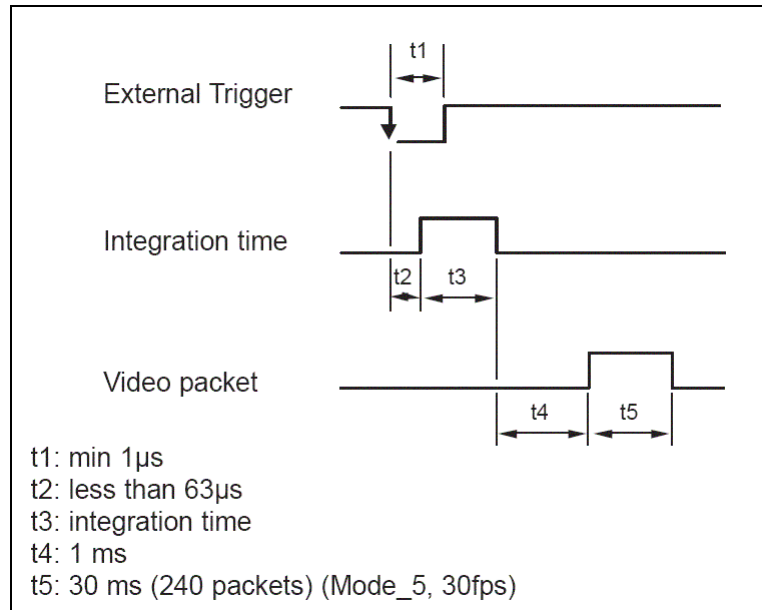 t1
External Trigger
Integration time
t2
t3
Video packet
t4
t5
t1: min 1µs
t2: less than 63µs
t3: integration time
t4: 1 ms
t5: 30 ms (240 packets) (Mode_5, 30fps)